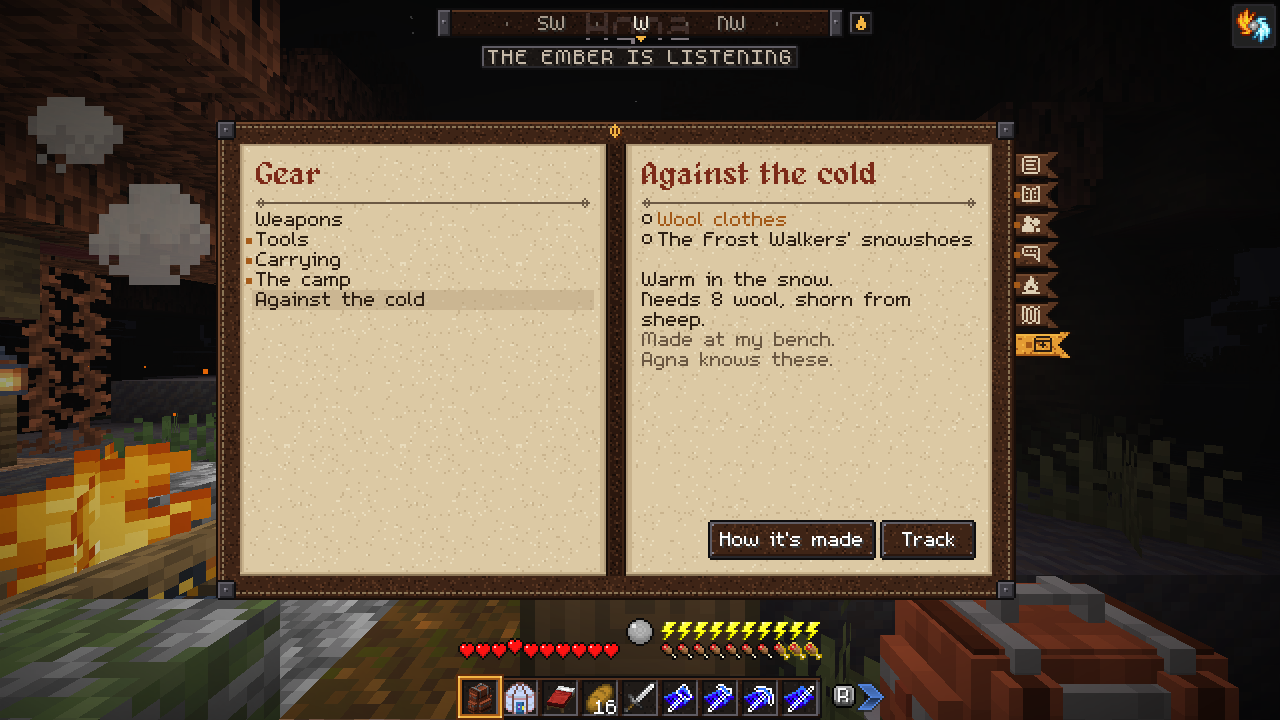 SW W NW
Agna
THE EMBER IS LISTENING
Gear
Weapons
Tools
Carrying
The camp
Against the cold
Against the cold
Wool clothes
The Frost Walkers' snowshoes
Warm in the snow.
Needs 8 wool, shorn from
sheep.
Made at my bench.
Agna knows these.
How it's made
Track
16
R